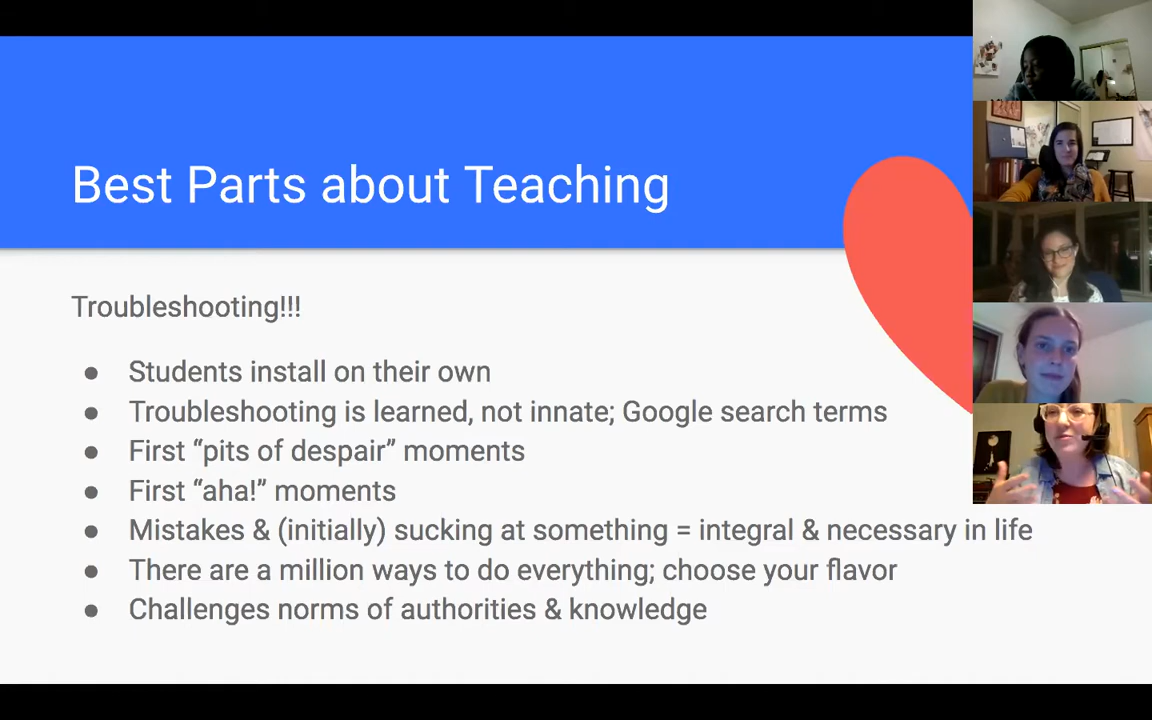 Best Parts about Teaching
Troubleshooting!!!
● Students install on their own
● Troubleshooting is learned, not innate; Google search terms
● First “pits of despair” moments
● First “aha!” moments
● Mistakes & (initially) sucking at something = integral & necessary in life
● There are a million ways to do everything; choose your flavor
● Challenges norms of authorities & knowledge